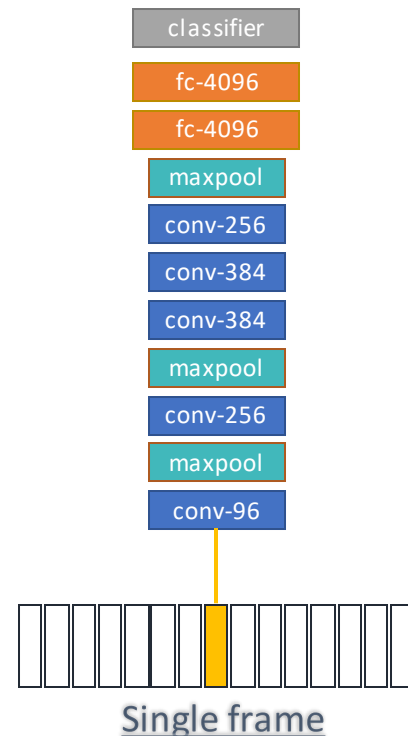 classifier
fc-4096
fc-4096
maxpool
conv-256
conv-384
conv-384
maxpool
conv-256
maxpool
conv-96
Single frame